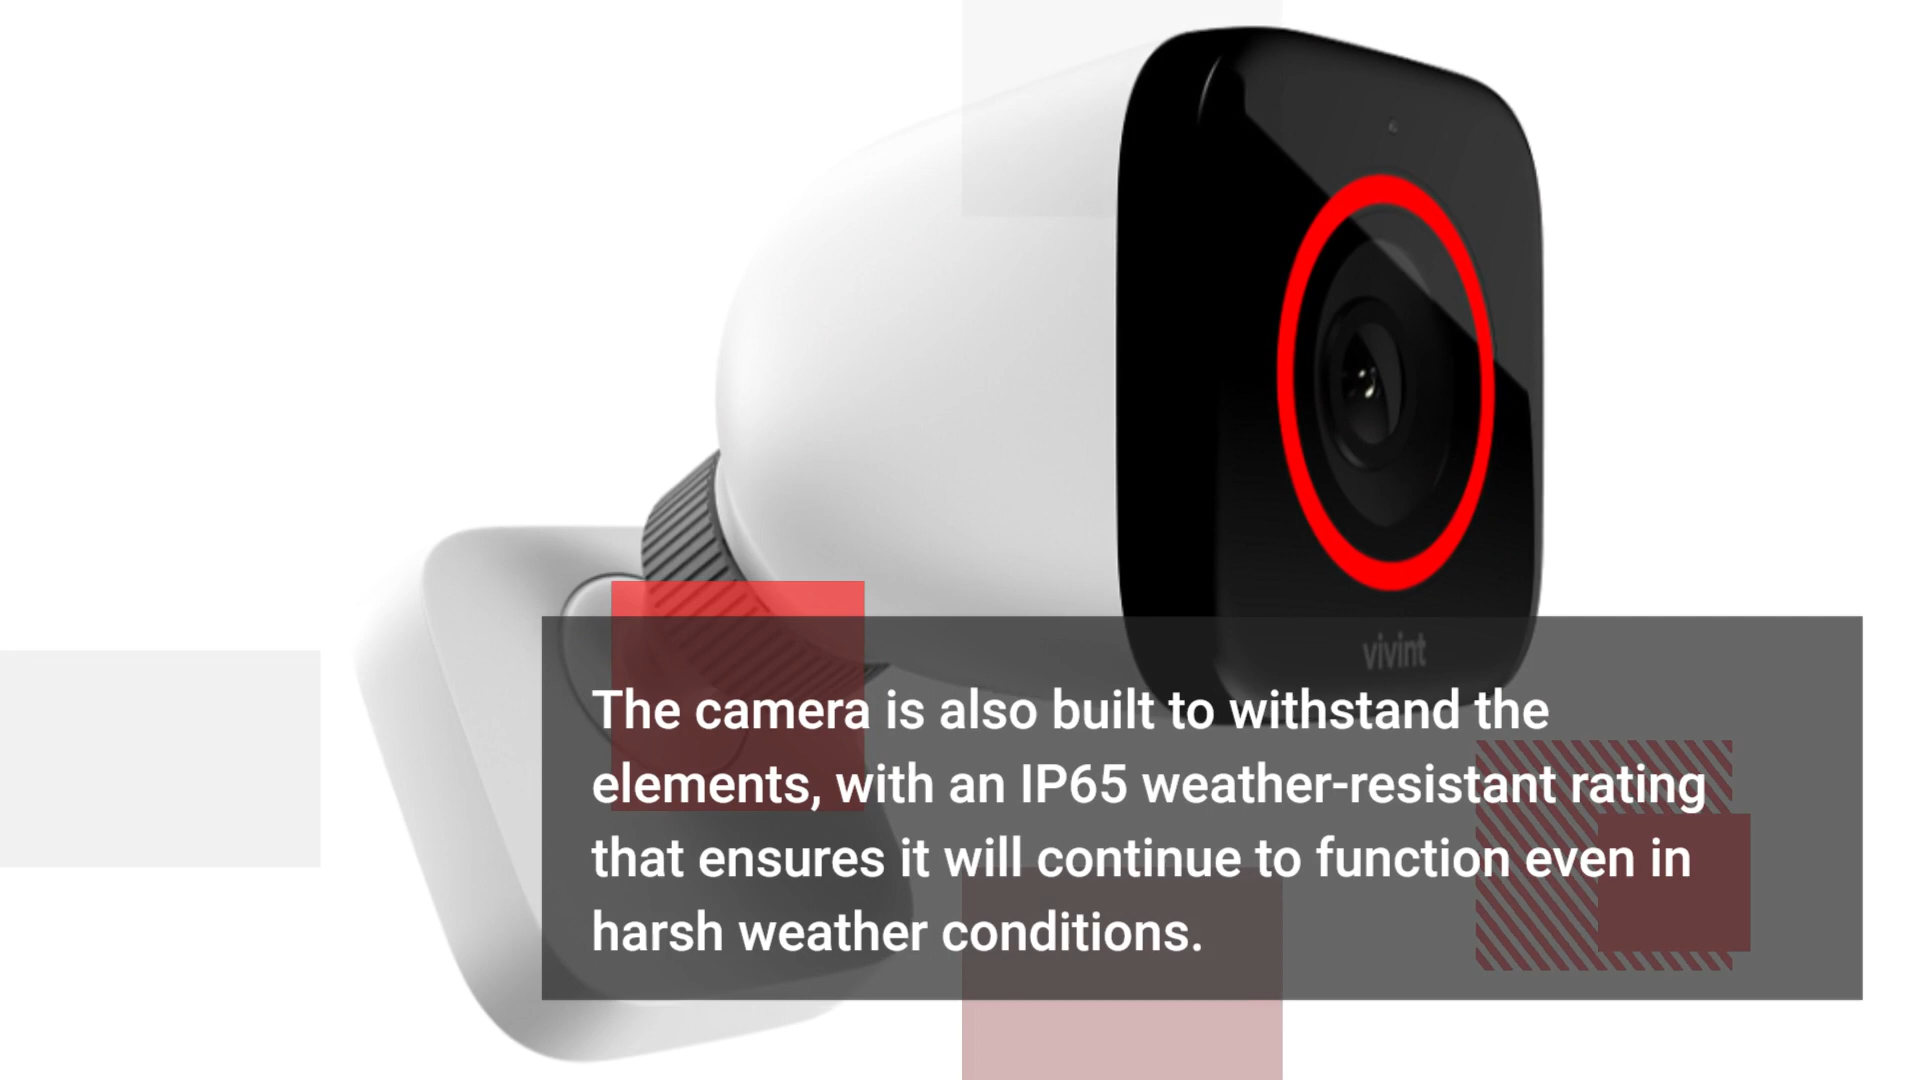 vivint
The camera is also built to withstand the
elements, with an IP65 weather-resistant rating
that ensures it will continue to function even in
harsh weather conditions.